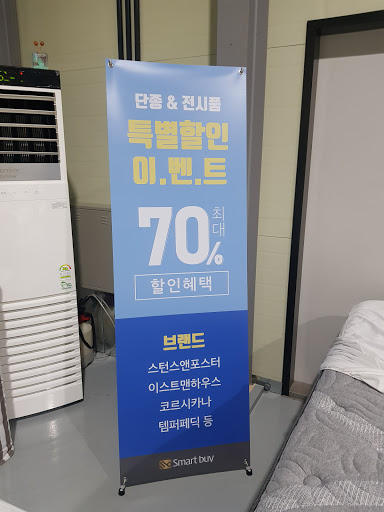 단종 & 전시품
특별할인
이.벤.트
최대
70%
할인혜택
브랜드
스턴스앤포스터
이스트맨하우스
코르시카나
템퍼페딕 등
Smart buy